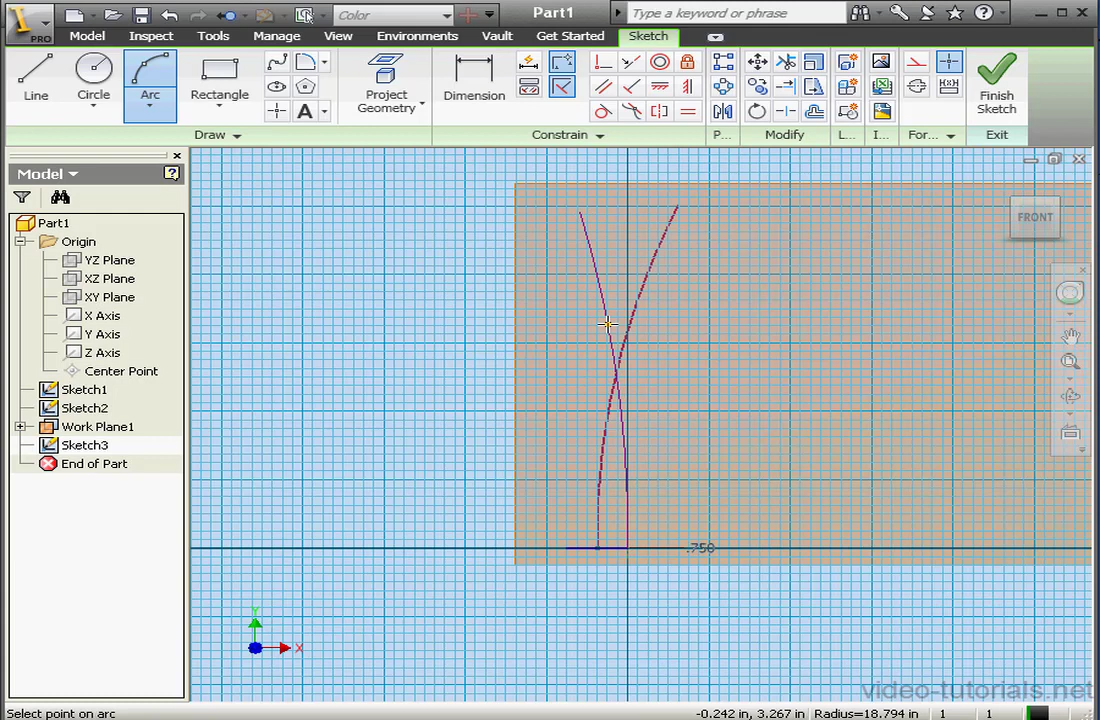 PRO
Color
Part1
Type a keyword or phrase
Model
Inspect
Tools
Manage
View
Environments
Vault
Get Started
Sketch
Line
Circle
Arc
Rectangle
A
Project
Geometry
Dimension
Finish
Sketch
Draw
Constrain
P...
Modify
L...
I...
For...
Exit
Model
Part1
Origin
YZ Plane
XZ Plane
XY Plane
X Axis
Y Axis
Z Axis
Center Point
Sketch1
Sketch2
Work Plane1
Sketch3
End of Part
FRONT
.750
Y
X
video-tutorials.net
Select point on arc
-0.242 in, 3.267 in
Radius=18.794 in
1
1